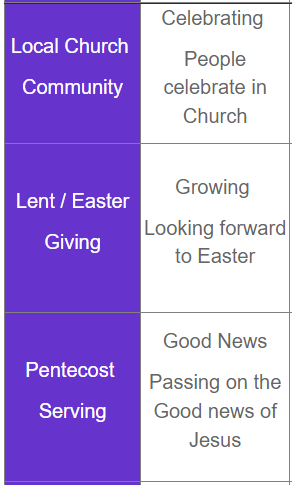 Local Church
Community
Celebrating
People
celebrate in
Church
Lent / Easter
Giving
Growing
Looking forward
to Easter
Pentecost
Serving
Good News
Passing on the
Good news of
Jesus